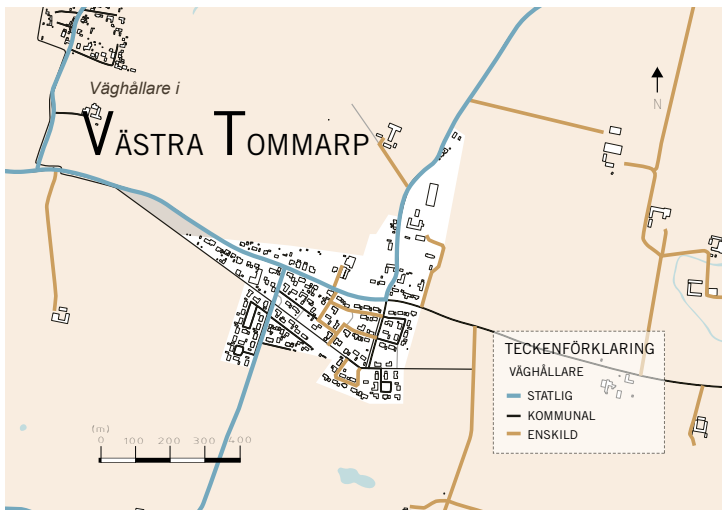 Väghållare i
VÄSTRA TOMMARP
N
TECKENFÖRKLARING
VÄGHÅLLARE
STATLIG
KOMMUNAL
ENSKILD
(m)
0 100 200 300 400